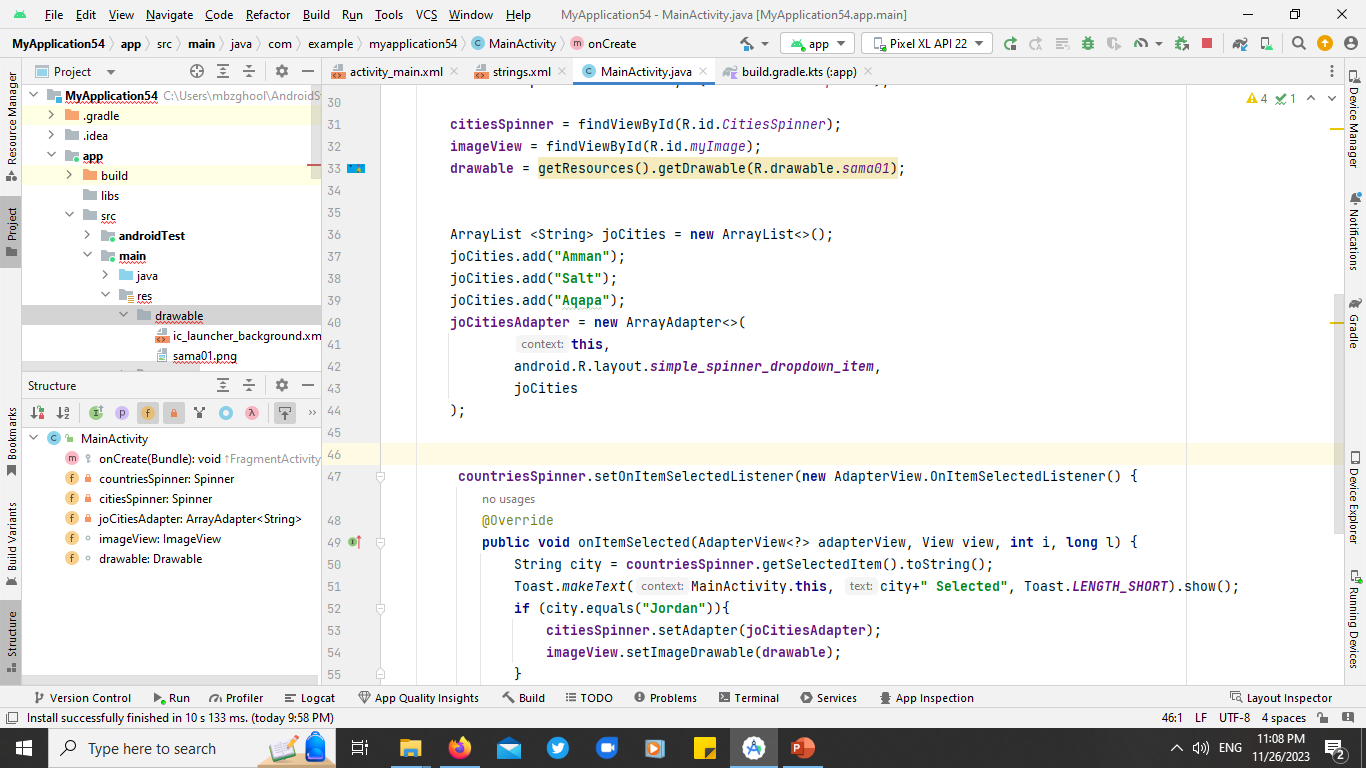 File Edit View Navigate Code Refactor Build Run Tools VCS Window Help MyApplication54 - MainActivity.java [MyApplication54.app.main]
MyApplication54 app src main java com example myapplication54 MainActivity onCreate app Pixel XL API 22
Project
activity_main.xml strings.xml MainActivity.java build.gradle.kts (:app)
Resource Manager
Project
Bookmarks
Build Variants
Structure
MyApplication54 C:\Users\mbzghool\AndroidS
.gradle
.idea
app
build
libs
src
androidTest
main
java
res
drawable
ic_launcher_background.xm
sama01.png
Structure
MainActivity
onCreate(Bundle): void ↑FragmentActivity
countriesSpinner: Spinner
citiesSpinner: Spinner
joCitiesAdapter: ArrayAdapter<String>
imageView: ImageView
drawable: Drawable
4 1
30
31 citiesSpinner = findViewById(R.id.CitiesSpinner);
32 imageView = findViewById(R.id.myImage);
33 drawable = getResources().getDrawable(R.drawable.sama01);
34
35
36 ArrayList <String> joCities = new ArrayList<>();
37 joCities.add("Amman");
38 joCities.add("Salt");
39 joCities.add("Aqapa");
40 joCitiesAdapter = new ArrayAdapter<>(
41 context: this,
42 android.R.layout.simple_spinner_dropdown_item,
43 joCities
44 );
45
46
47 countriesSpinner.setOnItemSelectedListener(new AdapterView.OnItemSelectedListener() {
no usages
48 @Override
49 public void onItemSelected(AdapterView<?> adapterView, View view, int i, long l) {
50 String city = countriesSpinner.getSelectedItem().toString();
51 Toast.makeText( context: MainActivity.this, text: city+" Selected", Toast.LENGTH_SHORT).show();
52 if (city.equals("Jordan")){
53 citiesSpinner.setAdapter(joCitiesAdapter);
54 imageView.setImageDrawable(drawable);
55 }
Device Manager
Notifications
Gradle
Device Explorer
Running Devices
Version Control Run Profiler Logcat App Quality Insights Build TODO Problems Terminal Services App Inspection Layout Inspector
Install successfully finished in 10 s 133 ms. (today 9:58 PM) 46:1 LF UTF-8 4 spaces
Type here to search
ENG
11:08 PM
11/26/2023
2